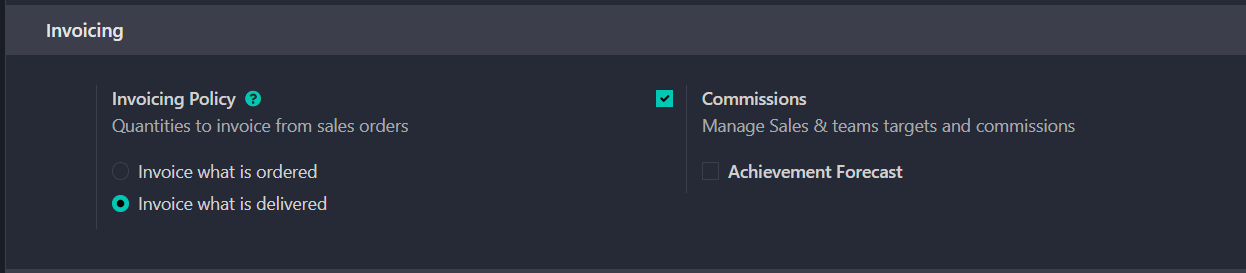 Invoicing
Invoicing Policy ?
Quantities to invoice from sales orders
Invoice what is ordered
Invoice what is delivered
Commissions
Manage Sales & teams targets and commissions
Achievement Forecast